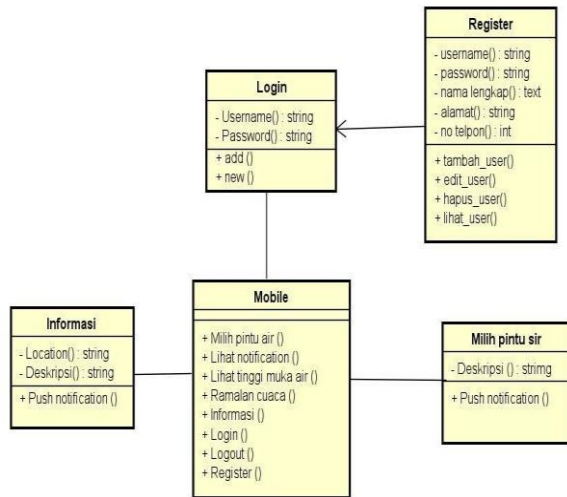 Register
- username() : string
- password() : string
- nama lengkap() : text
- alamat() : string
- no telpon() : int
+ tambah_user()
+ edit_user()
+ hapus_user()
+ lihat_user()
Login
- Username() : string
- Password() : string
+ add ()
+ new ()
Mobile
+ Milih pintu air ()
+ Lihat notification ()
+ Lihat tinggi muka air ()
+ Ramalan cuaca ()
+ Informasi ()
+ Login ()
+ Logout ()
+ Register ()
Informasi
- Location() : string
- Deskripsi() : string
+ Push notification ()
Milih pintu sir
- Deskripsi () : strimg
+ Push notification ()